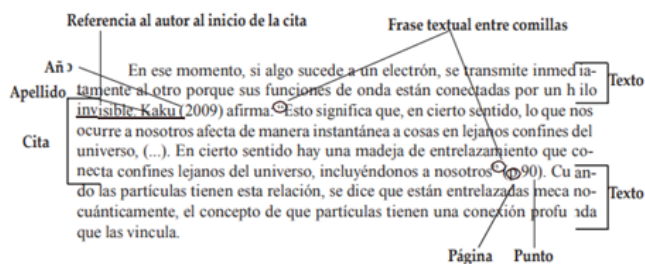 Referencia al autor al inicio de la cita
Frase textual entre comillas
Año
Apellido
Cita
En ese momento, si algo sucede a un electrón, se transmite inmedia-
tamente al otro porque sus funciones de onda están conectadas por un hilo
invisible. Kaku (2009) afirma: "Esto significa que, en cierto sentido, lo que nos
ocurre a nosotros afecta de manera instantánea a cosas en lejanos confines del
universo, (...). En cierto sentido hay una madeja de entrelazamiento que co-
necta confines lejanos del universo, incluyéndonos a nosotros" (p.90). Cuan-
do las partículas tienen esta relación, se dice que están entrelazadas mecano-
cuánticamente, el concepto de que partículas tienen una conexión profunda
que las vincula.
Texto
Texto
Página
Punto